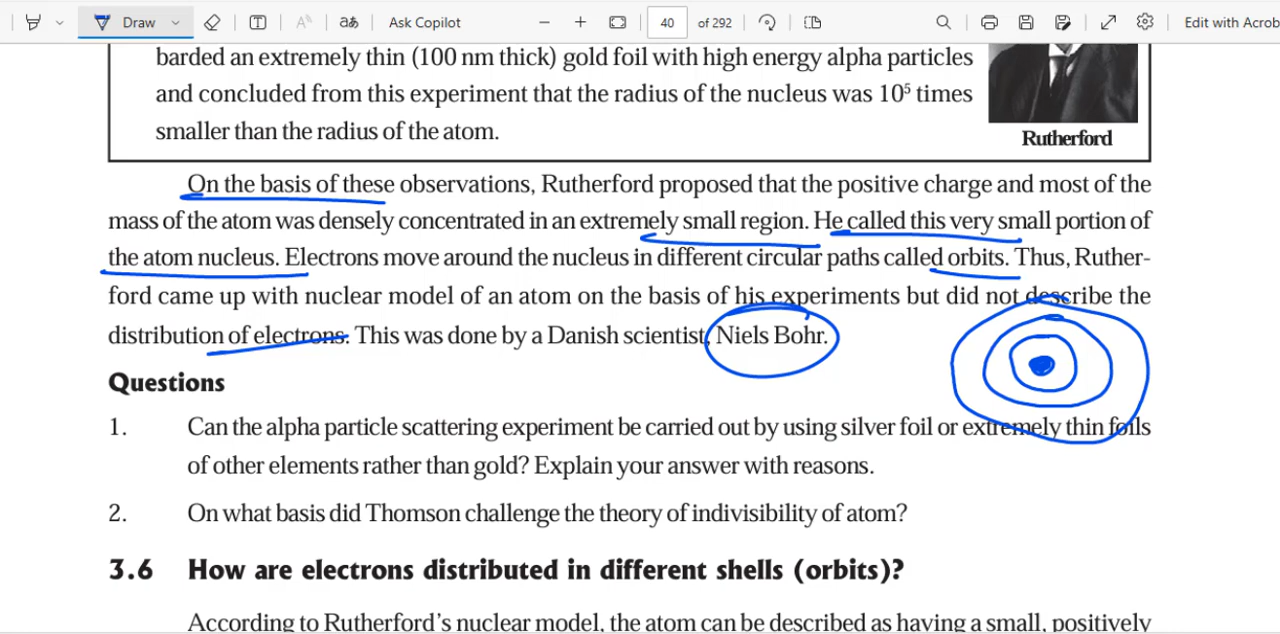 Draw
T
A
aあ
Ask Copilot
40 of 292
Edit with Acrob
barded an extremely thin (100 nm thick) gold foil with high energy alpha particles
and concluded from this experiment that the radius of the nucleus was 10⁵ times
smaller than the radius of the atom.
Rutherford
On the basis of these observations, Rutherford proposed that the positive charge and most of the
mass of the atom was densely concentrated in an extremely small region. He called this very small portion of
the atom nucleus. Electrons move around the nucleus in different circular paths called orbits. Thus, Ruther-
ford came up with nuclear model of an atom on the basis of his experiments but did not describe the
distribution of electrons. This was done by a Danish scientist, Niels Bohr.
Questions
1. Can the alpha particle scattering experiment be carried out by using silver foil or extremely thin foils
of other elements rather than gold? Explain your answer with reasons.
2. On what basis did Thomson challenge the theory of indivisibility of atom?
3.6 How are electrons distributed in different shells (orbits)?
According to Rutherford's nuclear model, the atom can be described as having a small, positively